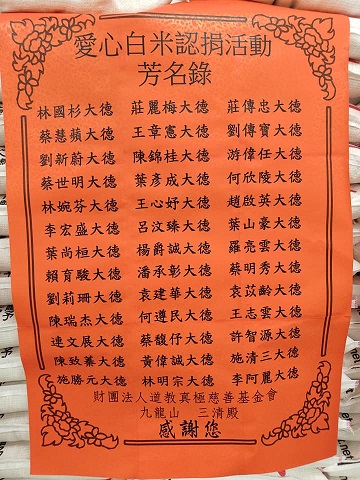 愛心白米認捐活動
芳名錄
林國杉大德 莊麗梅大德 莊傳忠大德
蔡慧蘋大德 王章憲大德 劉傳寶大德
劉新蔚大德 陳錦桂大德 游偉任大德
蔡世明大德 葉彥成大德 何欣陵大德
林婉芬大德 王心妤大德 趙啟英大德
李宏盛大德 呂汶臻大德 葉山豪大德
葉尚桓大德 楊爵誠大德 羅亮雲大德
賴育駿大德 潘承彰大德 蔡明秀大德
劉莉珊大德 袁建華大德 袁苡齡大德
陳瑞杰大德 何遵民大德 王志雲大德
連文展大德 蔡馥伃大德 許智源大德
陳致蓁大德 黃偉誠大德 施清三大德
施勝元大德 林明宗大德 李阿麗大德
財團法人道教真極慈善基金會
九龍山 三清殿
感謝您